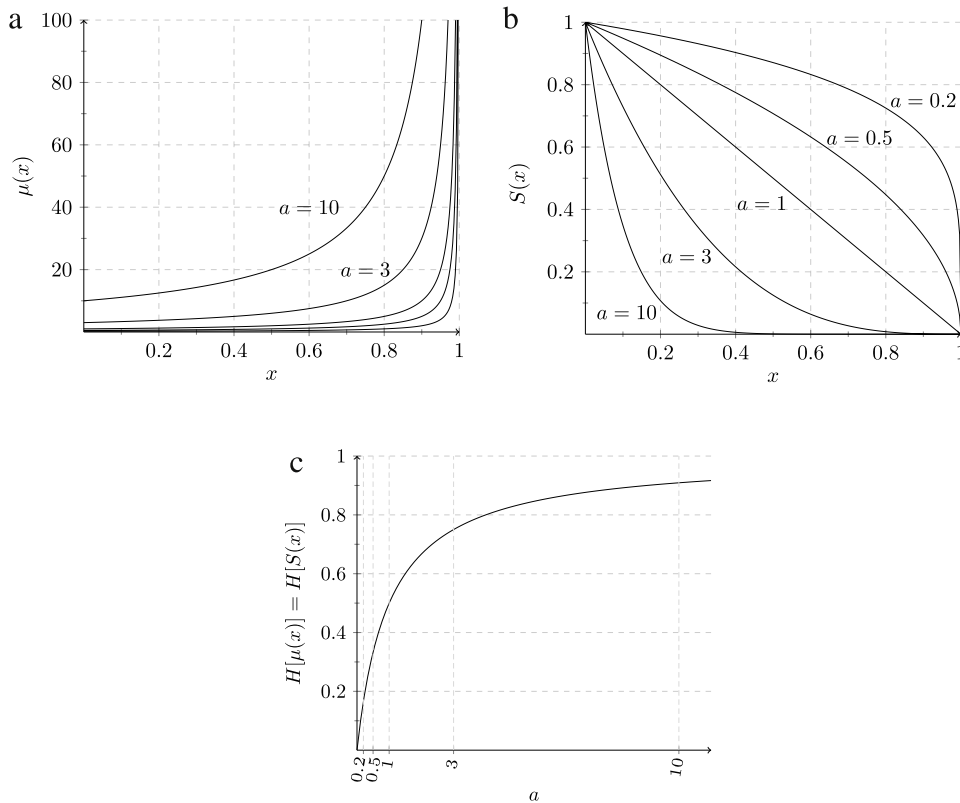 a
100
80
60
40
20
μ(x)
a = 10
a = 3
0.2 0.4 0.6 0.8 1
x
b
1
0.8
0.6
0.4
0.2
S(x)
a = 0.2
a = 0.5
a = 1
a = 3
a = 10
0.2 0.4 0.6 0.8 1
x
c
1
0.8
0.6
0.4
0.2
H[μ(x)] = H[S(x)]
0.2 0.5 1 3 10
a